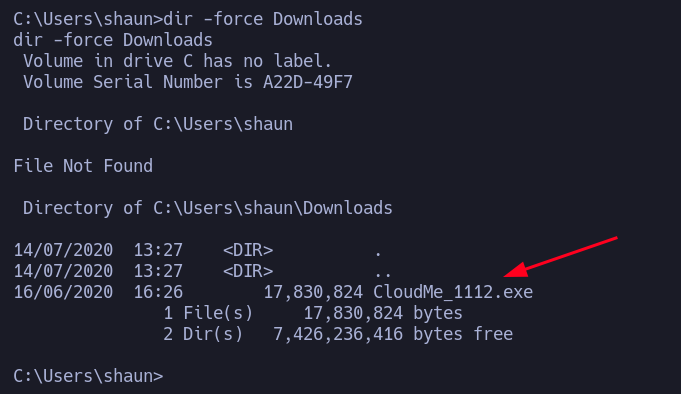 C:\Users\shaun>dir -force Downloads
dir -force Downloads
 Volume in drive C has no label.
 Volume Serial Number is A22D-49F7

 Directory of C:\Users\shaun

File Not Found

 Directory of C:\Users\shaun\Downloads

14/07/2020  13:27    <DIR>          .
14/07/2020  13:27    <DIR>          ..
16/06/2020  16:26        17,830,824 CloudMe_1112.exe
               1 File(s)     17,830,824 bytes
               2 Dir(s)   7,426,236,416 bytes free

C:\Users\shaun>